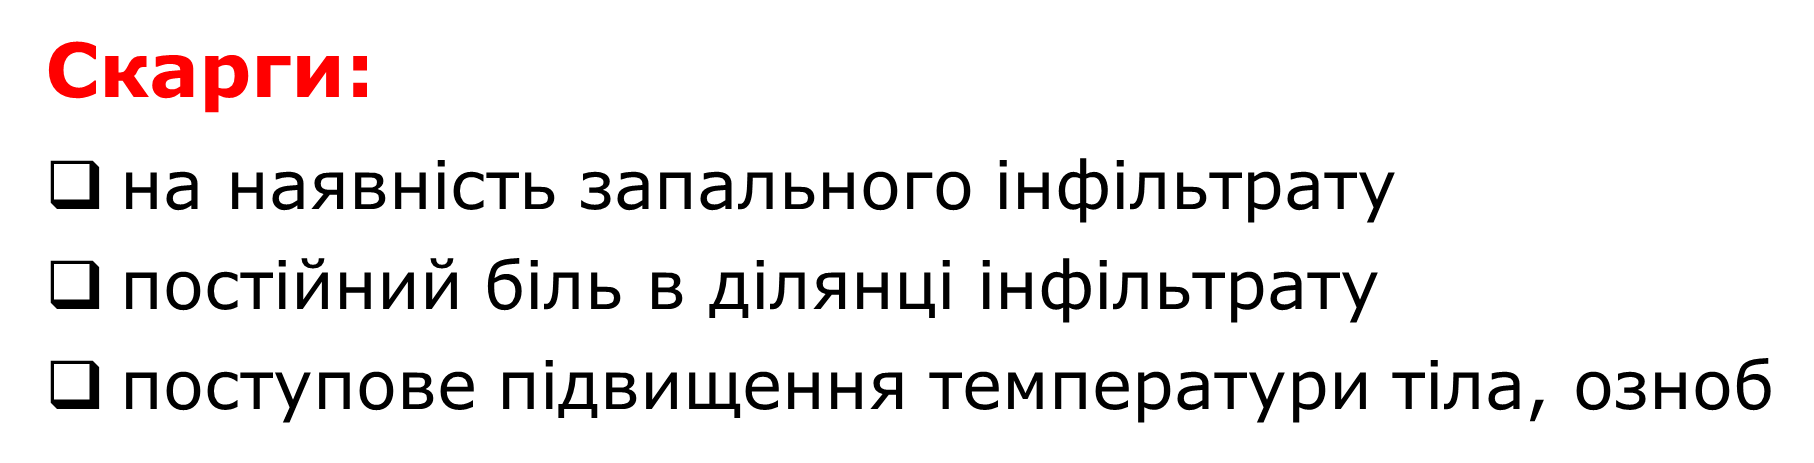 Скарги:
❑ на наявність запального інфільтрату
❑ постійний біль в ділянці інфільтрату
❑ поступове підвищення температури тіла, озноб